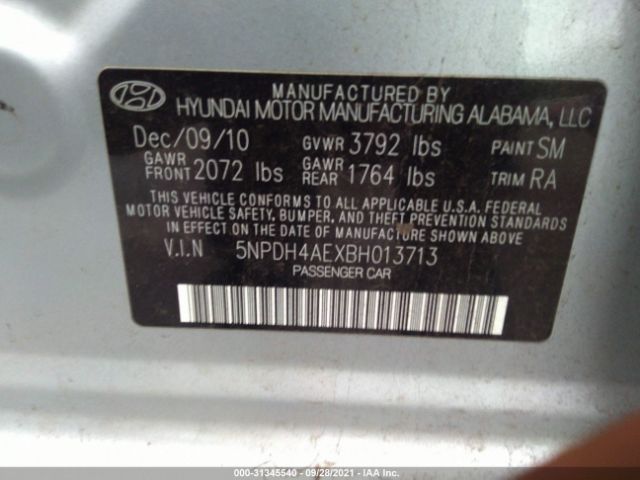 MANUFACTURED BY
HYUNDAI MOTOR MANUFACTURING ALABAMA, LLC
Dec/09/10 GVWR 3792 lbs PAINT SM
GAWR FRONT 2072 lbs GAWR REAR 1764 lbs TRIM RA
THIS VEHICLE CONFORMS TO ALL APPLICABLE U.S.A. FEDERAL
MOTOR VEHICLE SAFETY, BUMPER, AND THEFT PREVENTION STANDARDS
IN EFFECT ON THE DATE OF MANUFACTURE SHOWN ABOVE.
V.I.N 5NPDH4AEXBH013713
PASSENGER CAR
000-31345540 - 09/28/2021 - IAAI.COM